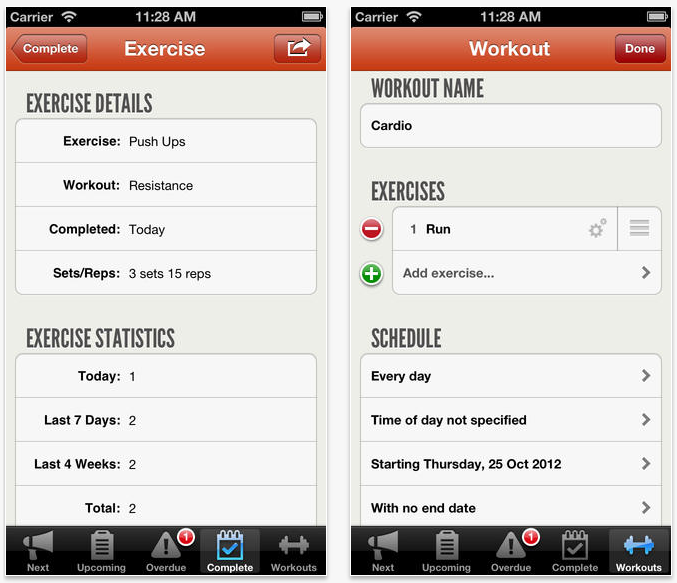 Carrier 11:28 AM
Complete Exercise
EXERCISE DETAILS
Exercise: Push Ups
Workout: Resistance
Completed: Today
Sets/Reps: 3 sets 15 reps
EXERCISE STATISTICS
Today: 1
Last 7 Days: 2
Last 4 Weeks: 2
Total: 2
1
Next Upcoming Overdue Complete Workouts
Carrier 11:28 AM
Workout Done
WORKOUT NAME
Cardio
EXERCISES
1 Run
Add exercise...
SCHEDULE
Every day
Time of day not specified
Starting Thursday, 25 Oct 2012
With no end date
1
Next Upcoming Overdue Complete Workouts